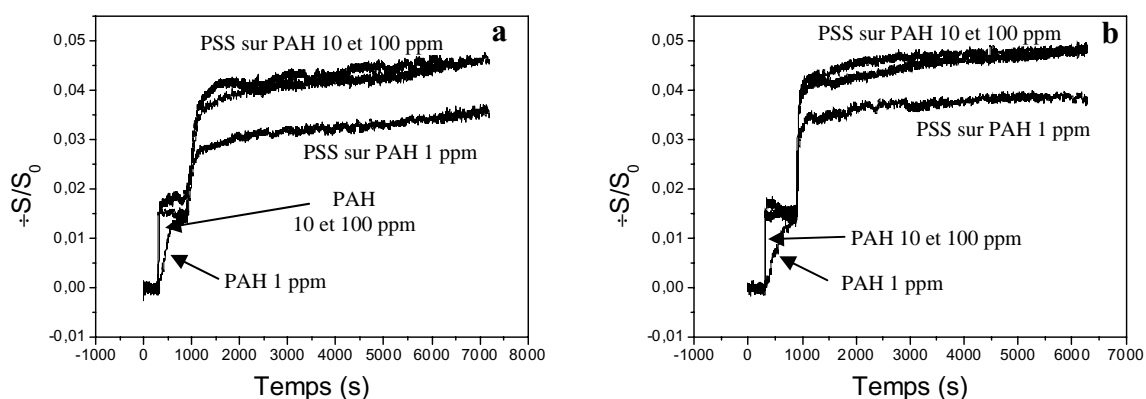 a
PSS sur PAH 10 et 100 ppm
PSS sur PAH 1 ppm
PAH
10 et 100 ppm
PAH 1 ppm
0,05
0,04
0,03
0,02
0,01
0,00
-0,01
÷S/S0
-1000 0 1000 2000 3000 4000 5000 6000 7000 8000
Temps (s)
b
PSS sur PAH 10 et 100 ppm
PSS sur PAH 1 ppm
PAH 10 et 100 ppm
PAH 1 ppm
0,05
0,04
0,03
0,02
0,01
0,00
-0,01
÷S/S0
-1000 0 1000 2000 3000 4000 5000 6000 7000
Temps (s)